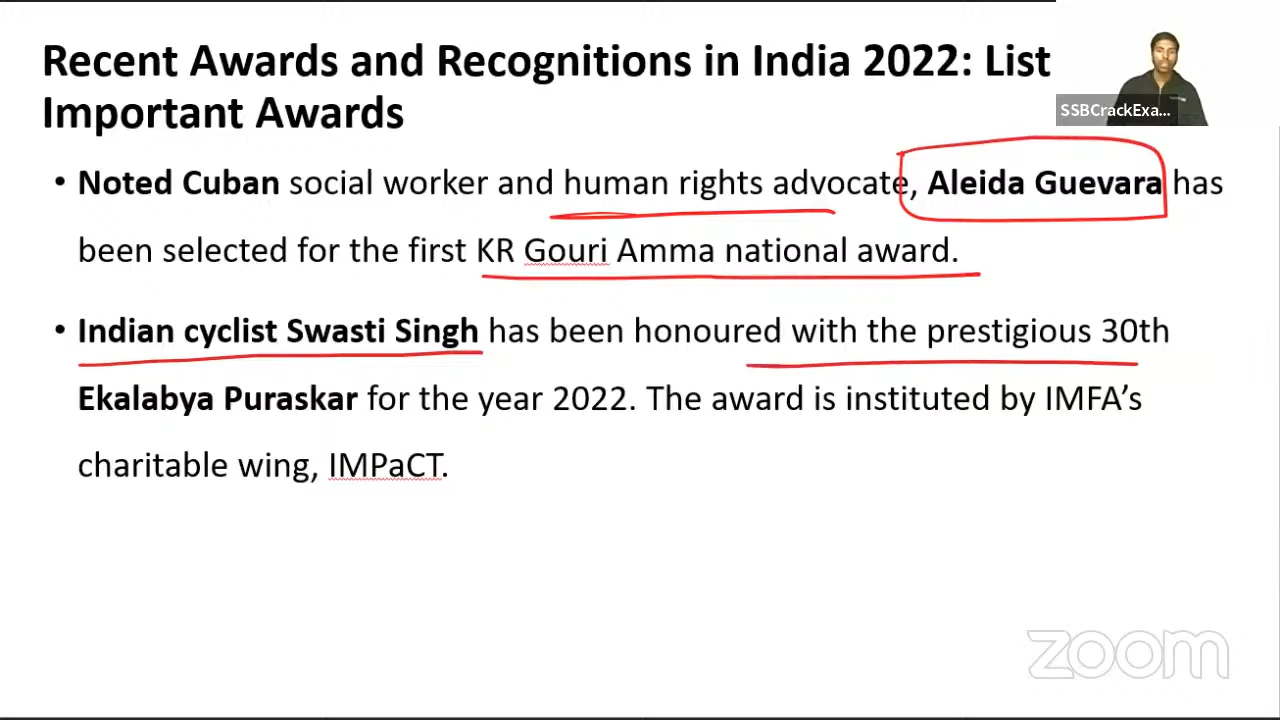 Recent Awards and Recognitions in India 2022: List
Important Awards
SSBCrackExa...
• Noted Cuban social worker and human rights advocate, Aleida Guevara has
been selected for the first KR Gouri Amma national award.
• Indian cyclist Swasti Singh has been honoured with the prestigious 30th
Ekalabya Puraskar for the year 2022. The award is instituted by IMFA’s
charitable wing, IMPaCT.
zoom